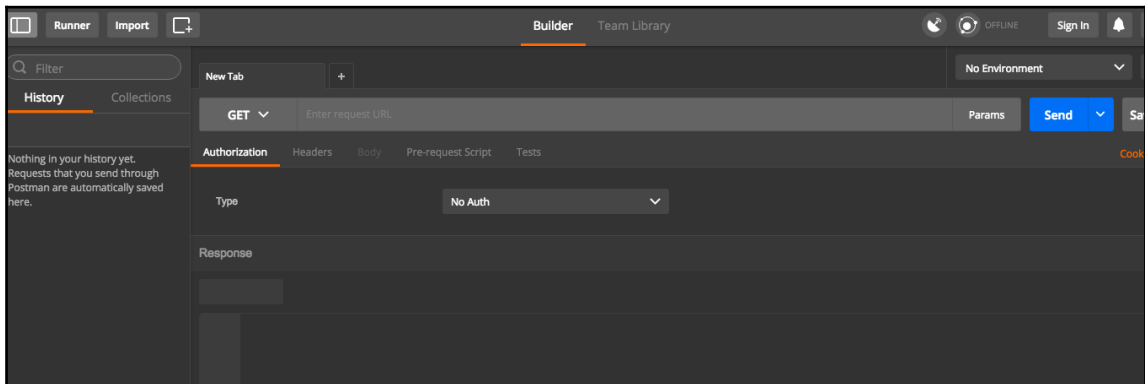 Runner Import Builder Team Library OFFLINE Sign In
Filter
New Tab + No Environment
History Collections
GET Enter request URL Params Send Sa
Authorization Headers Body Pre-request Script Tests Cook
Nothing in your history yet.
Requests that you send through
Postman are automatically saved
here.
Type No Auth
Response